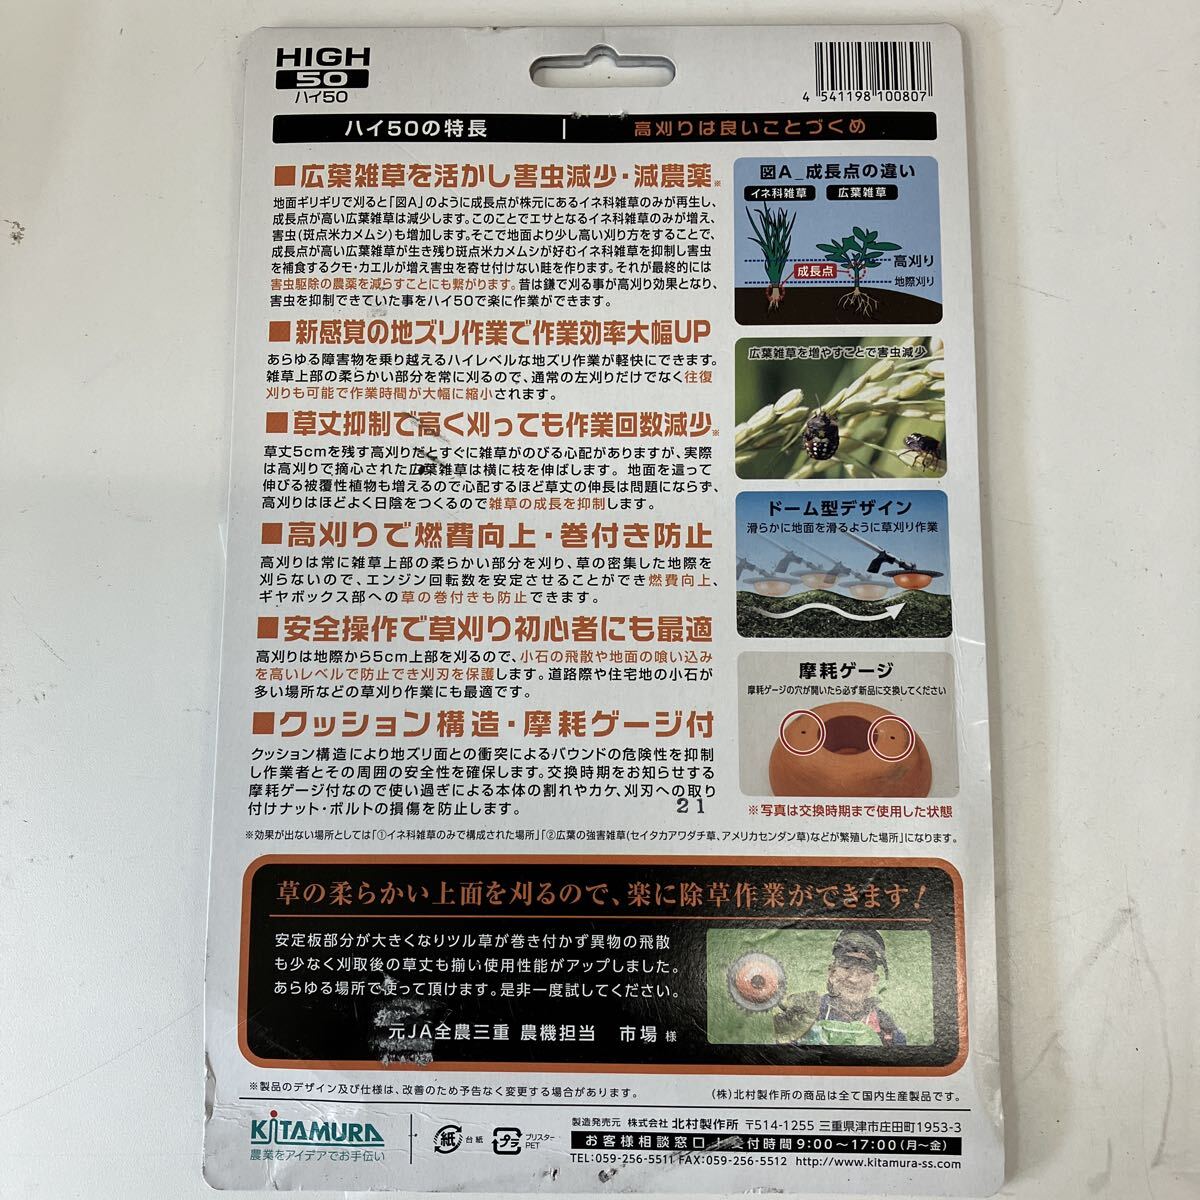 HIGH
50
ハイ50
4 541198 100807
ハイ50の特長
高刈りは良いことづくめ
■広葉雑草を活かし害虫減少・減農薬※
地面ギリギリで刈ると「図A」のように成長点が株元にあるイネ科雑草のみが再生し、
成長点が高い広葉雑草は減少します。このことでエサとなるイネ科雑草のみが増え、
害虫(斑点米カメムシ)も増加します。そこで地面より少し高い刈り方をすることで、
成長点が高い広葉雑草が生き残り斑点米カメムシが好むイネ科雑草を抑制し害虫
を補食するクモ・カエルが増え害虫を寄せ付けない畦を作ります。それが最終的には
害虫駆除の農薬を減らすことにも繋がります。昔は鎌で刈る事が高刈り効果となり、
害虫を抑制できていた事をハイ50で楽に作業ができます。
■新感覚の地ズリ作業で作業効率大幅UP
あらゆる障害物を乗り越えるハイレベルな地ズリ作業が軽快にできます。
雑草上部の柔らかい部分を常に刈るので、通常の左刈りだけでなく往復
刈りも可能で作業時間が大幅に縮小されます。
■草丈抑制で高く刈っても作業回数減少※
草丈5cmを残す高刈りだとすぐに雑草がのびる心配がありますが、実際
は高刈りで摘心された広葉雑草は横に枝を伸ばします。地面を這って
伸びる被覆性植物も増えるので心配するほど草丈の伸長は問題にならず、
高刈りはほどよく日陰をつくるので雑草の成長を抑制します。
■高刈りで燃費向上・巻付き防止
高刈りは常に雑草上部の柔らかい部分を刈り、草の密集した地際を
刈らないので、エンジン回転数を安定させることができ燃費向上、
ギヤボックス部への草の巻付きも防止できます。
■安全操作で草刈り初心者にも最適
高刈りは地際から5cm上部を刈るので、小石の飛散や地面の喰い込み
を高いレベルで防止でき刈刃を保護します。道路際や住宅地の小石が
多い場所などの草刈り作業にも最適です。
■クッション構造・摩耗ゲージ付
クッション構造により地ズリ面との衝突によるバウンドの危険性を抑制
し作業者とその周囲の安全性を確保します。交換時期をお知らせする
摩耗ゲージ付なので使い過ぎによる本体の割れやカケ、刈刃への取り
付けナット・ボルトの損傷を防止します。
21
図A_成長点の違い
イネ科雑草
広葉雑草
成長点
高刈り
地際刈り
広葉雑草を増やすことで害虫減少
ドーム型デザイン
滑らかに地面を滑るように草刈り作業
摩耗ゲージ
摩耗ゲージの穴が開いたら必ず新品に交換してください
※写真は交換時期まで使用した状態
※効果が出ない場所としては「①イネ科雑草のみで構成された場所」「②広葉の強害雑草(セイタカアワダチ草、アメリカセンダン草)などが繁殖した場所」になります。
草の柔らかい上面を刈るので、楽に除草作業ができます!
安定板部分が大きくなりツル草が巻き付かず異物の飛散
も少なく刈取後の草丈も揃い使用性能がアップしました。
あらゆる場所で使って頂けます。是非一度試してください。
元JA全農三重 農機担当 市場 様
※製品のデザイン及び仕様は、改善のため予告なく変更する場合があります。
(株)北村製作所の商品は全て国内生産製品です。
KITAMURA
農業をアイデアでお手伝い
紙
台紙
プラ
ブリスター
PET
製造発売元 株式会社 北村製作所 〒514-1255 三重県津市庄田町1953-3
お客様相談窓口 受付時間 9:00～17:00(月～金)
TEL:059-256-5511 FAX:059-256-5512 http://www.kitamura-ss.com